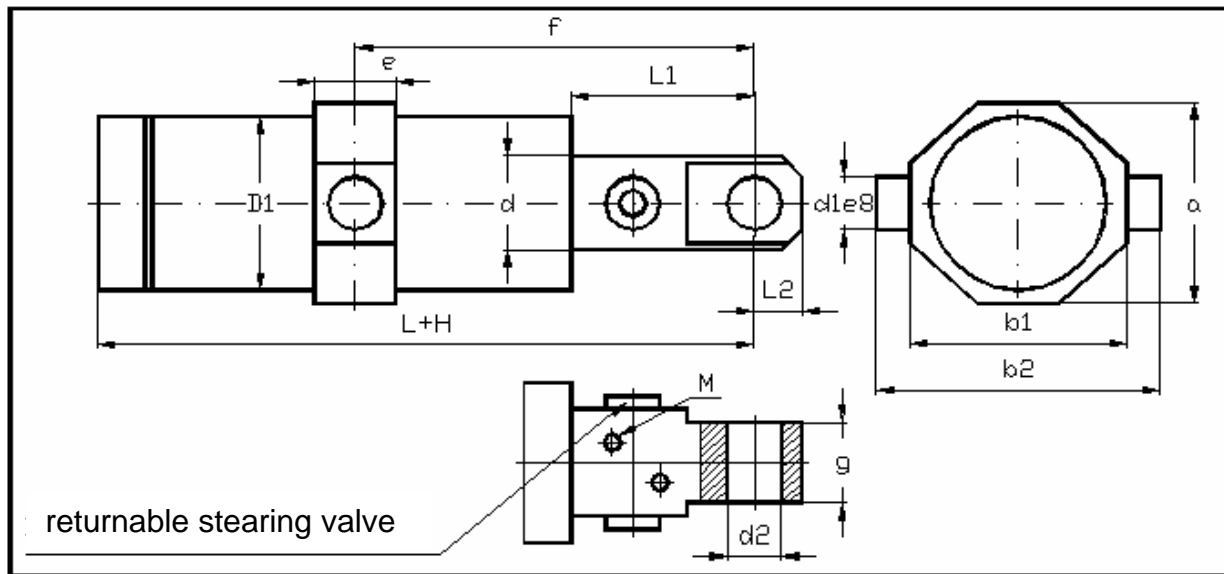 f
e
L1
D1
d
d1e8
a
L2
L+H
b1
b2
M
g
returnable stearing valve
d2